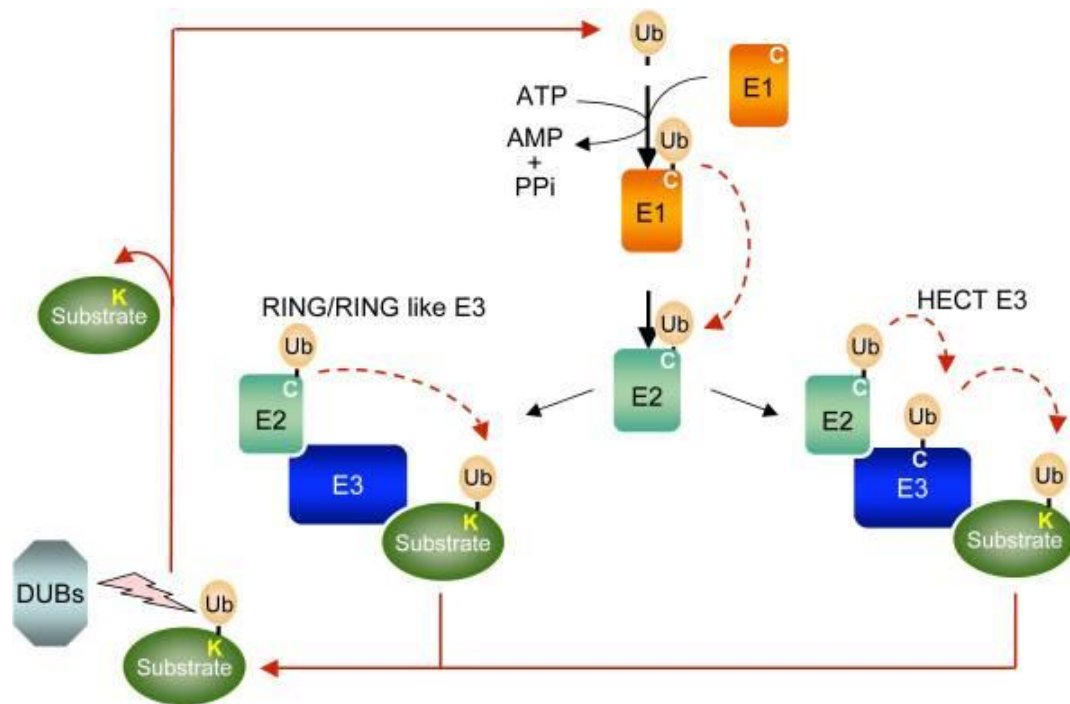 Ub
C
E1
ATP
AMP
+
PPi
Ub
C
E1
K
Substrate
RING/RING like E3
HECT E3
Ub
C
E2
Ub
C
E2
Ub
C
E2
Ub
C
E3
Ub
K
Substrate
E3
Ub
K
Substrate
DUBs
Ub
K
Substrate